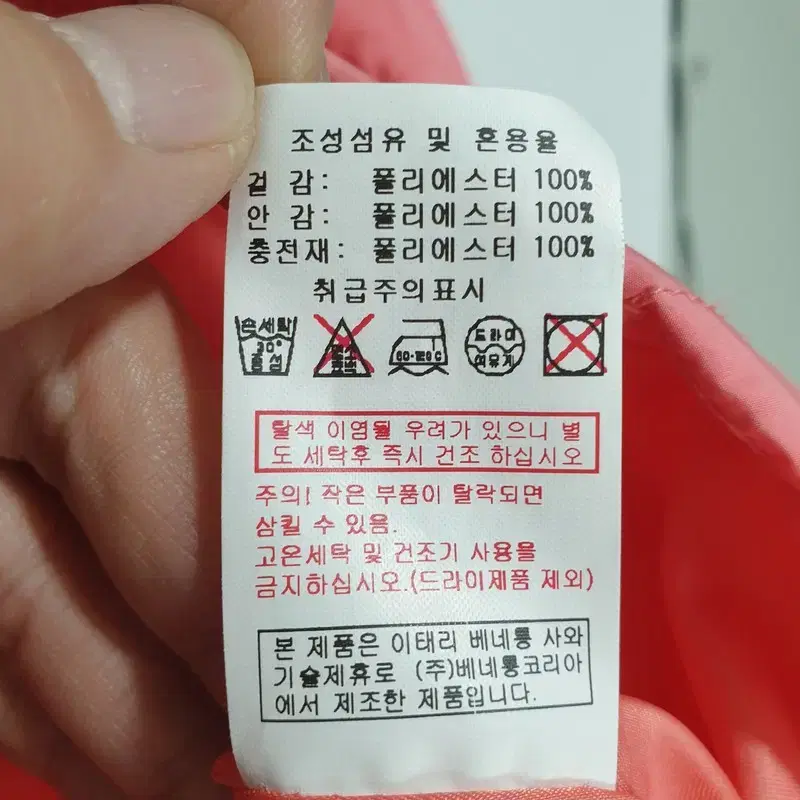 조성섬유 및 혼용율
겉 감: 폴리에스터 100%
안 감: 폴리에스터 100%
충전재: 폴리에스터 100%
취급주의표시
손세탁 30° 중성
염소 표백
80-120℃
드라이 석유계
탈색 이염될 우려가 있으니 별
도 세탁후 즉시 건조 하십시오
주의! 작은 부품이 탈락되면
삼킬 수 있음.
고온세탁 및 건조기 사용을
금지하십시오.(드라이제품 제외)
본 제품은 이태리 베네통 사와
기술제휴로 (주)베네통코리아
에서 제조한 제품입니다.